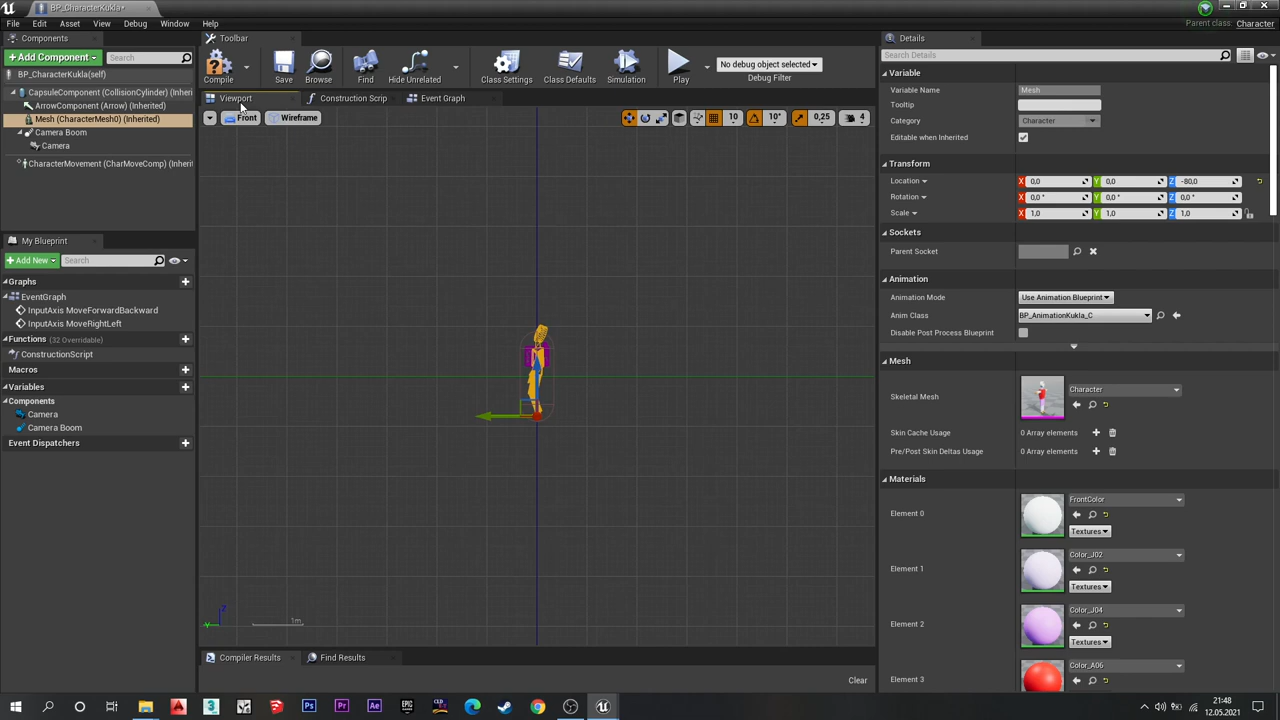 BP_CharacterKukla*
Parent class: Character
File Edit Asset View Debug Window Help
Components
Toolbar
Details
+Add Component
Search
Compile
Save
Browse
Find
Hide Unrelated
Class Settings
Class Defaults
Simulation
Play
No debug object selected
Debug Filter
Search Details
BP_CharacterKukla(self)
CapsuleComponent (CollisionCylinder) (Inheri
ArrowComponent (Arrow) (Inherited)
Mesh (CharacterMesh0) (Inherited)
Camera Boom
Camera
CharacterMovement (CharMoveComp) (Inherit
Viewport
Construction Scrip
Event Graph
Front
Wireframe
10
10°
0,25
4
Variable
Variable Name Mesh
Tooltip
Category Character
Editable when Inherited
Transform
Location X 0,0 Y 0,0 Z -80,0
Rotation X 0,0 ° Y 0,0 ° Z 0,0 °
Scale X 1,0 Y 1,0 Z 1,0
Sockets
Parent Socket
Animation
Animation Mode Use Animation Blueprint
Anim Class BP_AnimationKukla_C
Disable Post Process Blueprint
Mesh
Skeletal Mesh Character
Skin Cache Usage 0 Array elements
Pre/Post Skin Deltas Usage 0 Array elements
Materials
Element 0 FrontColor
Textures
Element 1 Color_J02
Textures
Element 2 Color_J04
Textures
Element 3 Color_A06
My Blueprint
+Add New
Search
Graphs
EventGraph
InputAxis MoveForwardBackward
InputAxis MoveRightLeft
Functions (32 Overridable)
ConstructionScript
Macros
Variables
Components
Camera
Camera Boom
Event Dispatchers
Z
Y
1m
Compiler Results
Find Results
Clear
21:48
12.05.2021